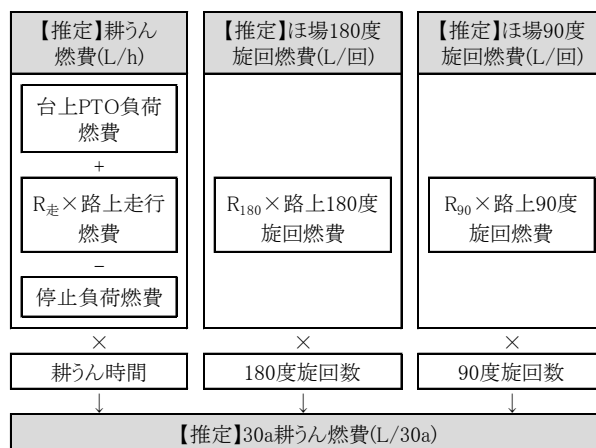 【推定】耕うん
燃費(L/h)
台上PTO負荷
燃費
+
R走×路上走行
燃費
−
停止負荷燃費
×
耕うん時間
↓
【推定】ほ場180度
旋回燃費(L/回)
R180×路上180度
旋回燃費
×
180度旋回数
↓
【推定】ほ場90度
旋回燃費(L/回)
R90×路上90度
旋回燃費
×
90度旋回数
↓
【推定】30a耕うん燃費(L/30a)